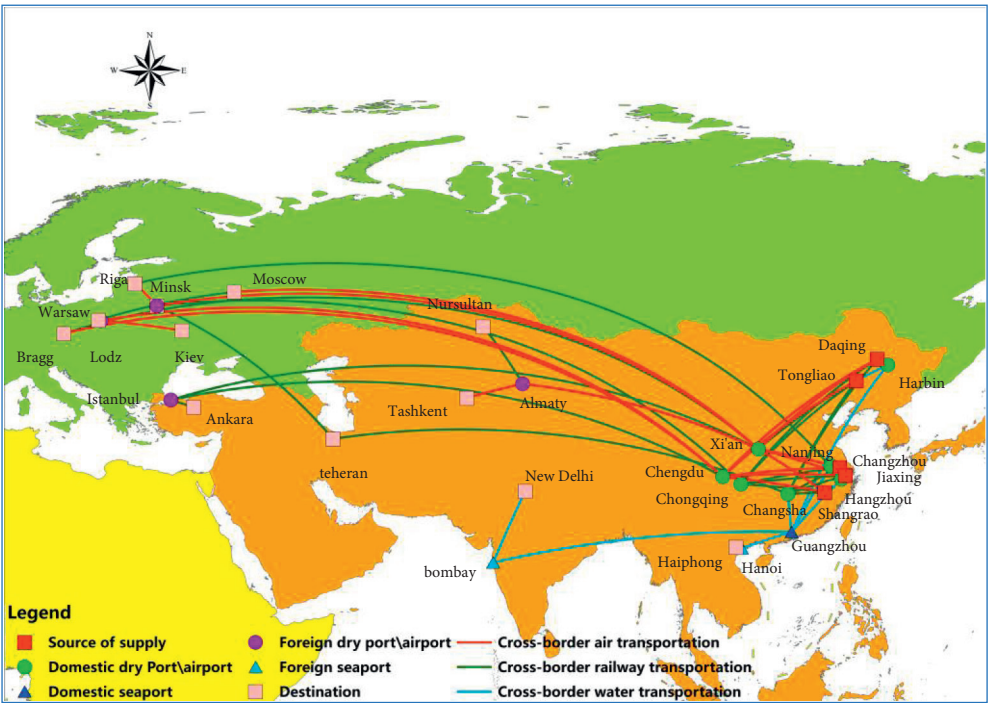 N
W E
S
Riga
Minsk
Moscow
Warsaw
Nursultan
Bragg
Lodz
Kiev
Daqing
Tongliao
Harbin
Istanbul
Ankara
Tashkent
Almaty
Xi'an
Nanjing
Changzhou
teheran
New Delhi
Chengdu
Jiaxing
Chongqing
Hangzhou
Changsha
Shangrao
Guangzhou
bombay
Haiphong
Hanoi
Legend
Source of supply
Foreign dry port\airport
Cross-border air transportation
Domestic dry Port\airport
Foreign seaport
Cross-border railway transportation
Domestic seaport
Destination
Cross-border water transportation